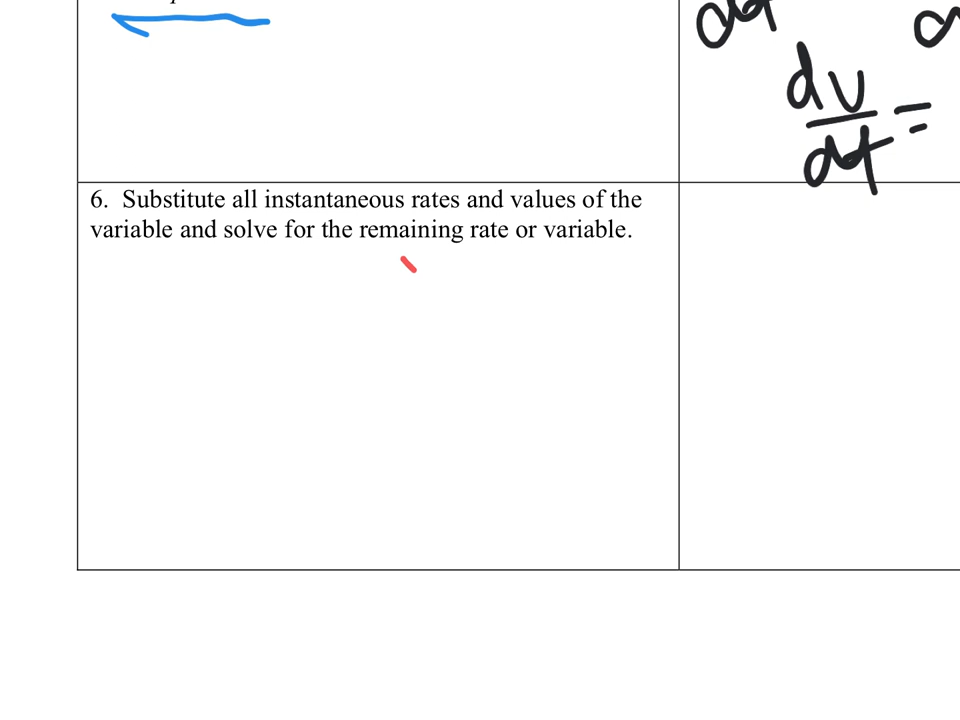 dv
— =
dt
6. Substitute all instantaneous rates and values of the
variable and solve for the remaining rate or variable.